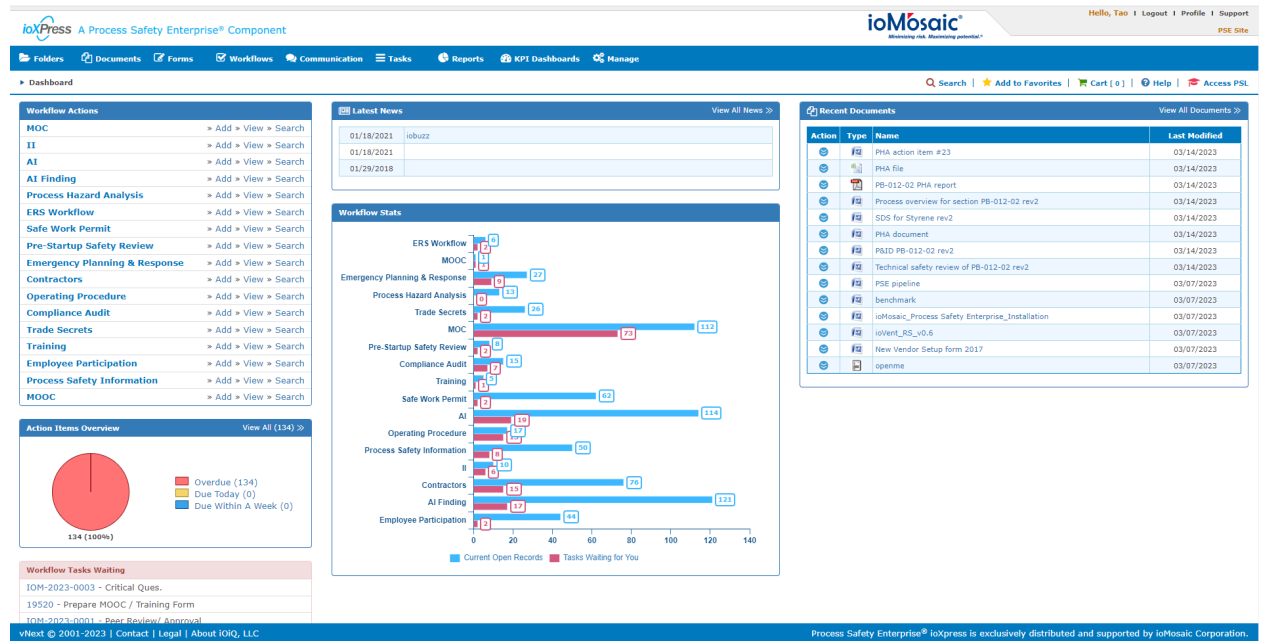 ioXPress A Process Safety Enterprise® Component
ioMosaic®
Minimizing risk. Maximizing potential.®
Hello, Tao | Logout | Profile | Support
PSE Site
Folders Documents Forms Workflows Communication Tasks Reports KPI Dashboards Manage
Dashboard
Search | Add to Favorites | Cart [ 0 ] | Help | Access PSL
Workflow Actions
MOC » Add » View » Search
II » Add » View » Search
AI » Add » View » Search
AI Finding » Add » View » Search
Process Hazard Analysis » Add » View » Search
ERS Workflow » Add » View » Search
Safe Work Permit » Add » View » Search
Pre-Startup Safety Review » Add » View » Search
Emergency Planning & Response » Add » View » Search
Contractors » Add » View » Search
Operating Procedure » Add » View » Search
Compliance Audit » Add » View » Search
Trade Secrets » Add » View » Search
Training » Add » View » Search
Employee Participation » Add » View » Search
Process Safety Information » Add » View » Search
MOOC » Add » View » Search
Action Items Overview View All (134) »
Overdue (134)
Due Today (0)
Due Within A Week (0)
134 (100%)
Workflow Tasks Waiting
IOM-2023-0003 - Critical Ques.
19520 - Prepare MOOC / Training Form
IOM-2023-0001 - Peer Review/ Approval
Latest News View All News »
01/18/2021 iobuzz
01/18/2021
01/29/2018
Workflow Stats
ERS Workflow 6 2
MOOC 1 1
Emergency Planning & Response 27 9
Process Hazard Analysis 13 0
Trade Secrets 26 2
MOC 112 73
Pre-Startup Safety Review 8 2
Compliance Audit 15 7
Training 5 1
Safe Work Permit 62 2
AI 114 19
Operating Procedure 17 15
Process Safety Information 50 8
II 10 6
Contractors 76 15
AI Finding 121 17
Employee Participation 44 2
0 20 40 60 80 100 120 140
Current Open Records Tasks Waiting for You
Recent Documents View All Documents »
Action Type Name Last Modified
PHA action item #23 03/14/2023
PHA file 03/14/2023
PB-012-02 PHA report 03/14/2023
Process overview for section PB-012-02 rev2 03/14/2023
SDS for Styrene rev2 03/14/2023
PHA document 03/14/2023
P&ID PB-012-02 rev2 03/14/2023
Technical safety review of PB-012-02 rev2 03/14/2023
PSE pipeline 03/07/2023
benchmark 03/07/2023
ioMosaic_Process Safety Enterprise_Installation 03/07/2023
ioVent_RS_v0.6 03/07/2023
New Vendor Setup form 2017 03/07/2023
openme 03/07/2023
vNext © 2001-2023 | Contact | Legal | About iOiQ, LLC
Process Safety Enterprise® ioXpress is exclusively distributed and supported by ioMosaic Corporation.